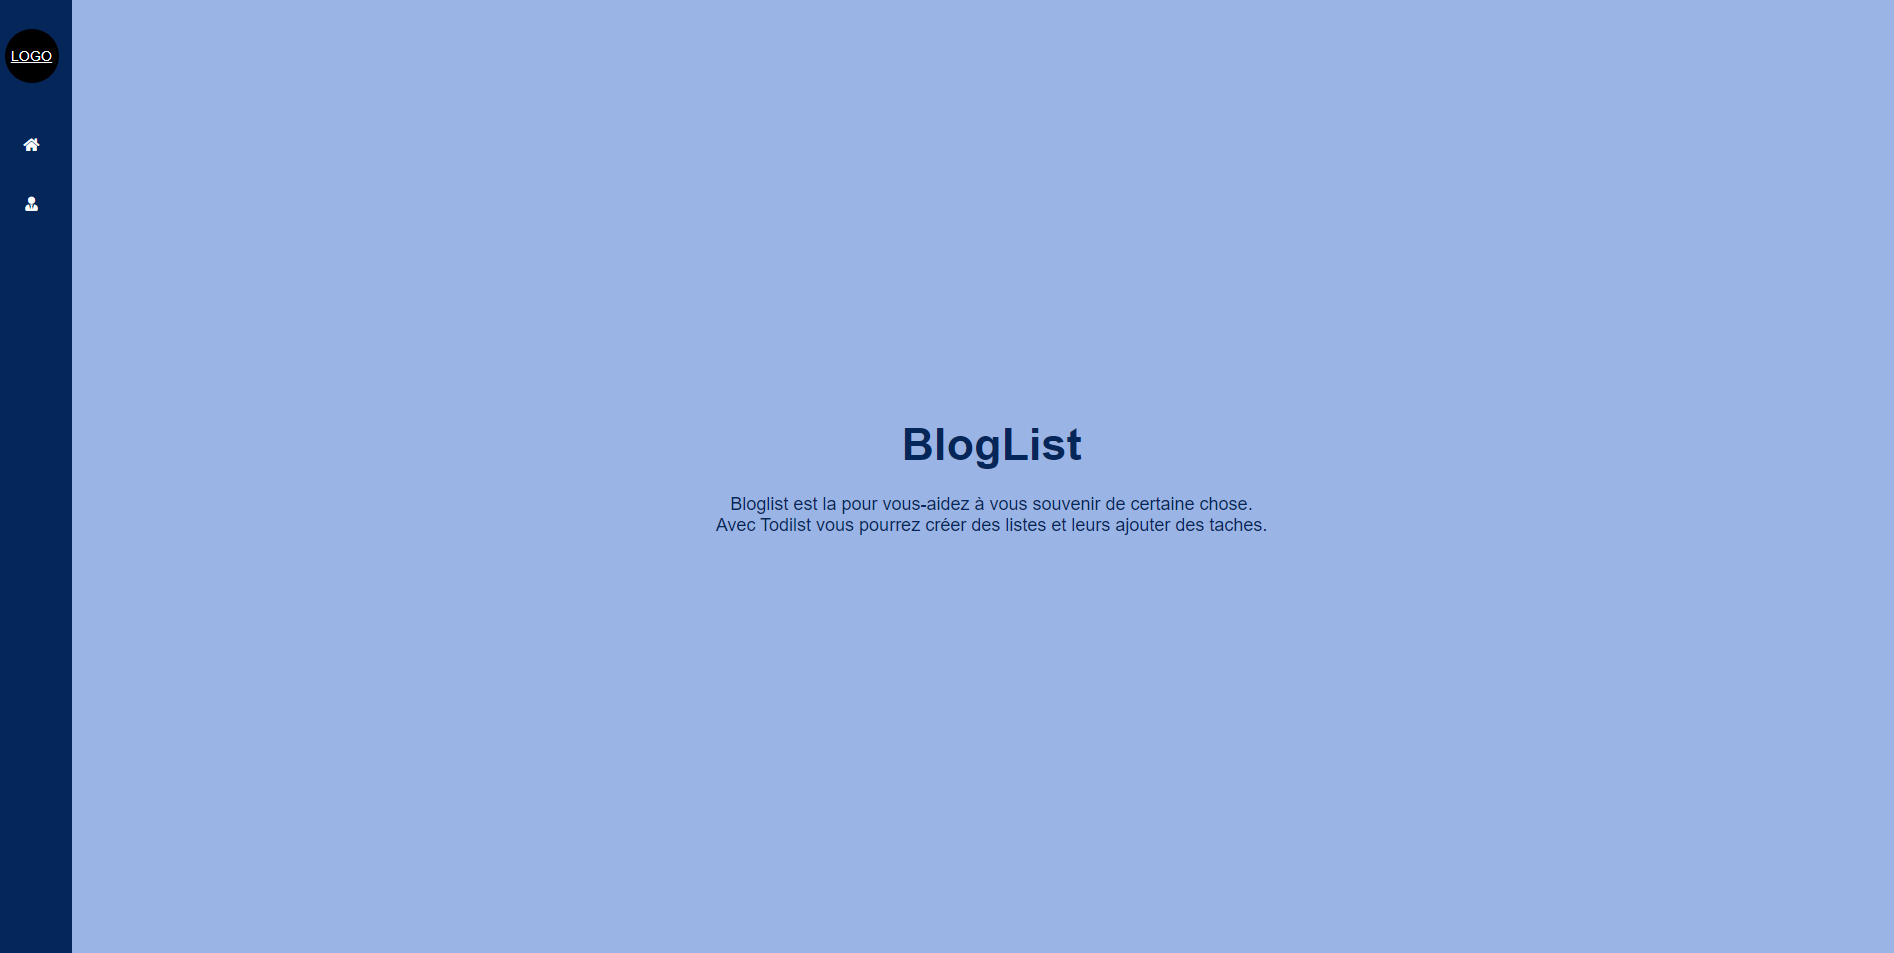 LOGO
BlogList
Bloglist est la pour vous-aidez à vous souvenir de certaine chose.
Avec Todilst vous pourrez créer des listes et leurs ajouter des taches.